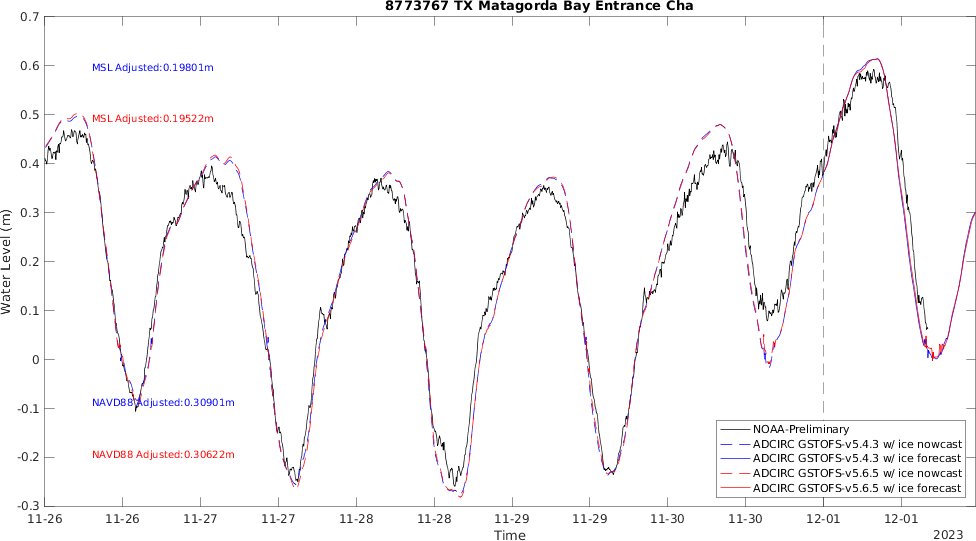 8773767 TX Matagorda Bay Entrance Cha
0.7
0.6
0.5
0.4
0.3
0.2
0.1
0
-0.1
-0.2
-0.3
Water Level (m)
MSL Adjusted:0.19801m
MSL Adjusted:0.19522m
NAVD88 Adjusted:0.30901m
NAVD88 Adjusted:0.30622m
NOAA-Preliminary
ADCIRC GSTOFS-v5.4.3 w/ ice nowcast
ADCIRC GSTOFS-v5.4.3 w/ ice forecast
ADCIRC GSTOFS-v5.6.5 w/ ice nowcast
ADCIRC GSTOFS-v5.6.5 w/ ice forecast
11-26 11-26 11-27 11-27 11-28 11-28 11-29 11-29 11-30 11-30 12-01 12-01
Time
2023